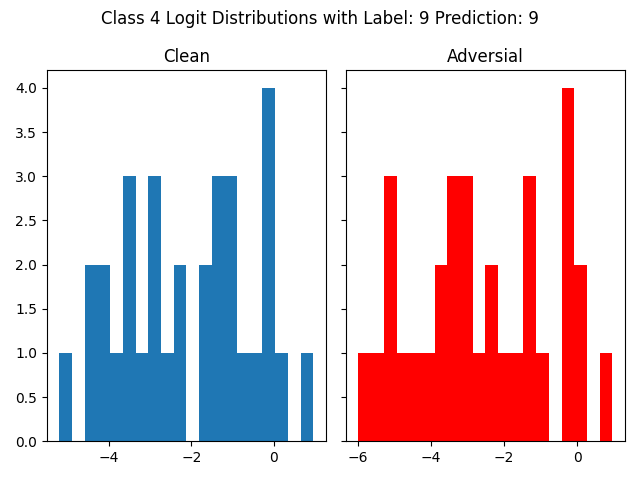 Class 4 Logit Distributions with Label: 9 Prediction: 9
Clean
Adversial
4.0
3.5
3.0
2.5
2.0
1.5
1.0
0.5
0.0
−4 −2 0
−6 −4 −2 0